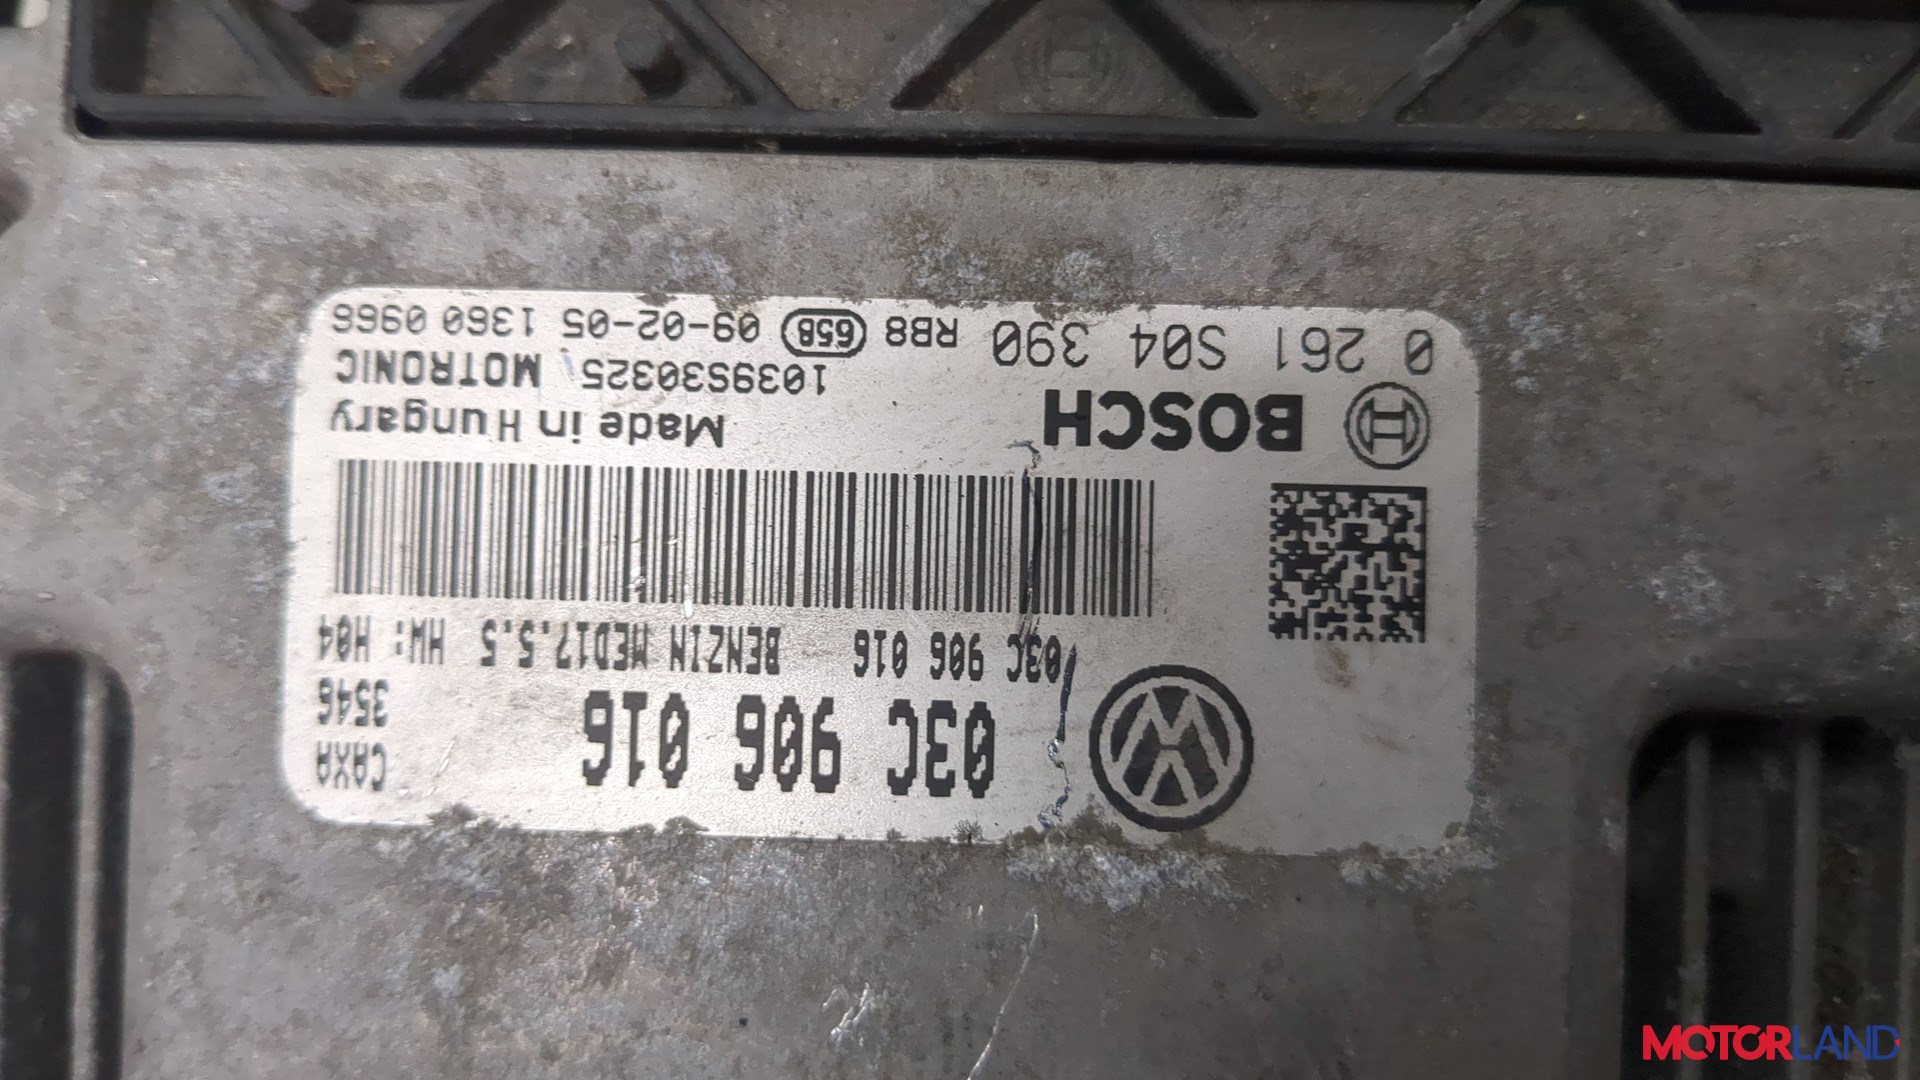 03C 906 016
CAXA
3546
03C 906 016 BENZIN MED17.5.5 HW: H04
BOSCH
Made in Hungary
1039S30325 MOTRONIC
0 261 S04 390 RB8 65B 09-02-05 1360 0966
MOTORLAND